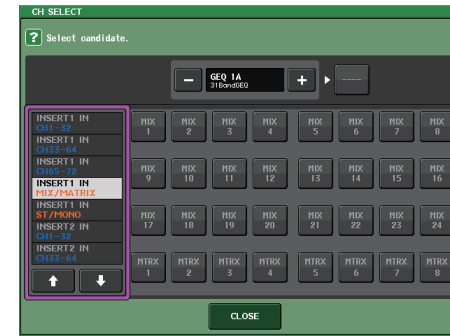 CH SELECT
? Select candidate.
− GEQ 1A +
31BandGEQ
INSERT1 IN
CH1-32
INSERT1 IN
CH33-64
INSERT1 IN
CH65-72
INSERT1 IN
MIX/MATRIX
INSERT1 IN
ST/MONO
INSERT2 IN
CH1-32
INSERT2 IN
CH33-64
MIX 1 MIX 2 MIX 3 MIX 4 MIX 5 MIX 6 MIX 7 MIX 8
MIX 9 MIX 10 MIX 11 MIX 12 MIX 13 MIX 14 MIX 15 MIX 16
MIX 17 MIX 18 MIX 19 MIX 20 MIX 21 MIX 22 MIX 23 MIX 24
MTRX 1 MTRX 2 MTRX 3 MTRX 4 MTRX 5 MTRX 6 MTRX 7 MTRX 8
CLOSE